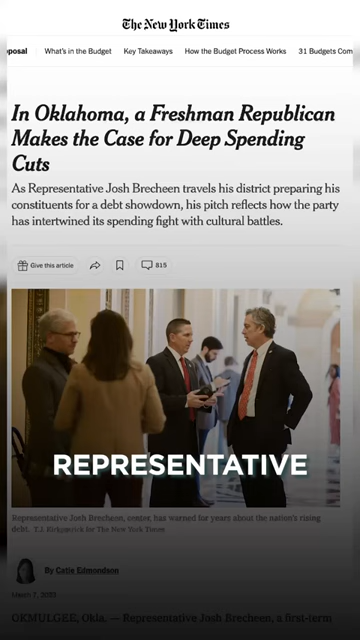 The New York Times
posal What's in the Budget Key Takeaways How the Budget Process Works 31 Budgets Com
In Oklahoma, a Freshman Republican
Makes the Case for Deep Spending
Cuts
As Representative Josh Brecheen travels his district preparing his
constituents for a debt showdown, his pitch reflects how the party
has intertwined its spending fight with cultural battles.
Give this article 815
REPRESENTATIVE
Representative Josh Brecheen, center, has warned for years about the nation's rising
debt. T.J. Kirkpatrick for The New York Times
By Catie Edmondson
March 7, 2023
OKMULGEE, Okla. — Representative Josh Brecheen, a first-term